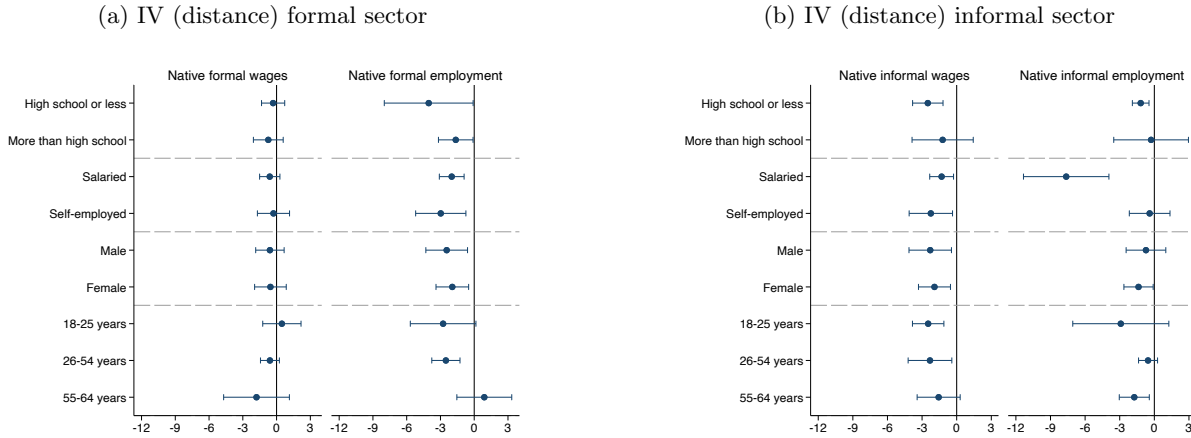 (a) IV (distance) formal sector
Native formal wages
Native formal employment
High school or less
More than high school
Salaried
Self-employed
Male
Female
18-25 years
26-54 years
55-64 years
-12 -9 -6 -3 0 3
-12 -9 -6 -3 0 3
(b) IV (distance) informal sector
Native informal wages
Native informal employment
High school or less
More than high school
Salaried
Self-employed
Male
Female
18-25 years
26-54 years
55-64 years
-12 -9 -6 -3 0 3
-12 -9 -6 -3 0 3